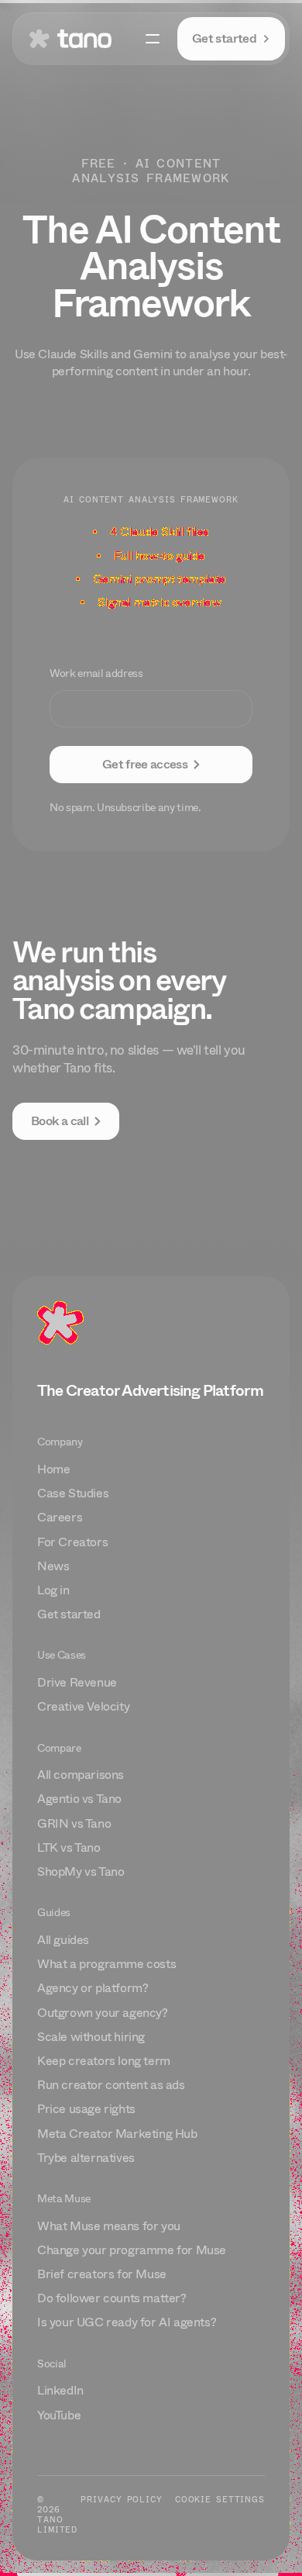 tano
Get started
FREE · AI CONTENT
ANALYSIS FRAMEWORK
The AI Content
Analysis
Framework
Use Claude Skills and Gemini to analyse your best-
performing content in under an hour.
AI CONTENT ANALYSIS FRAMEWORK
• 4 Claude Skill files
• Full how-to guide
• Gemini prompt template
• Signal matrix overview
Work email address
Get free access
No spam. Unsubscribe any time.
We run this
analysis on every
Tano campaign.
30-minute intro, no slides — we'll tell you
whether Tano fits.
Book a call
The Creator Advertising Platform
Company
Home
Case Studies
Careers
For Creators
News
Log in
Get started
Use Cases
Drive Revenue
Creative Velocity
Compare
All comparisons
Agentio vs Tano
GRIN vs Tano
LTK vs Tano
ShopMy vs Tano
Guides
All guides
What a programme costs
Agency or platform?
Outgrown your agency?
Scale without hiring
Keep creators long term
Run creator content as ads
Price usage rights
Meta Creator Marketing Hub
Trybe alternatives
Meta Muse
What Muse means for you
Change your programme for Muse
Brief creators for Muse
Do follower counts matter?
Is your UGC ready for AI agents?
Social
LinkedIn
YouTube
© 2026 TANO LIMITED
PRIVACY POLICY
COOKIE SETTINGS